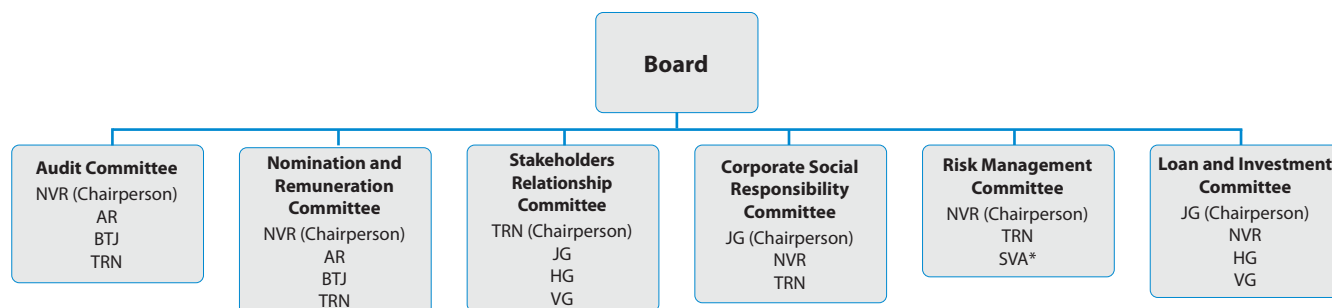 Board
Audit Committee
NVR (Chairperson)
AR
BTJ
TRN
Nomination and
Remuneration
Committee
NVR (Chairperson)
AR
BTJ
TRN
Stakeholders
Relationship
Committee
TRN (Chairperson)
JG
HG
VG
Corporate Social
Responsibility
Committee
JG (Chairperson)
NVR
TRN
Risk Management
Committee
NVR (Chairperson)
TRN
SVA*
Loan and Investment
Committee
JG (Chairperson)
NVR
HG
VG